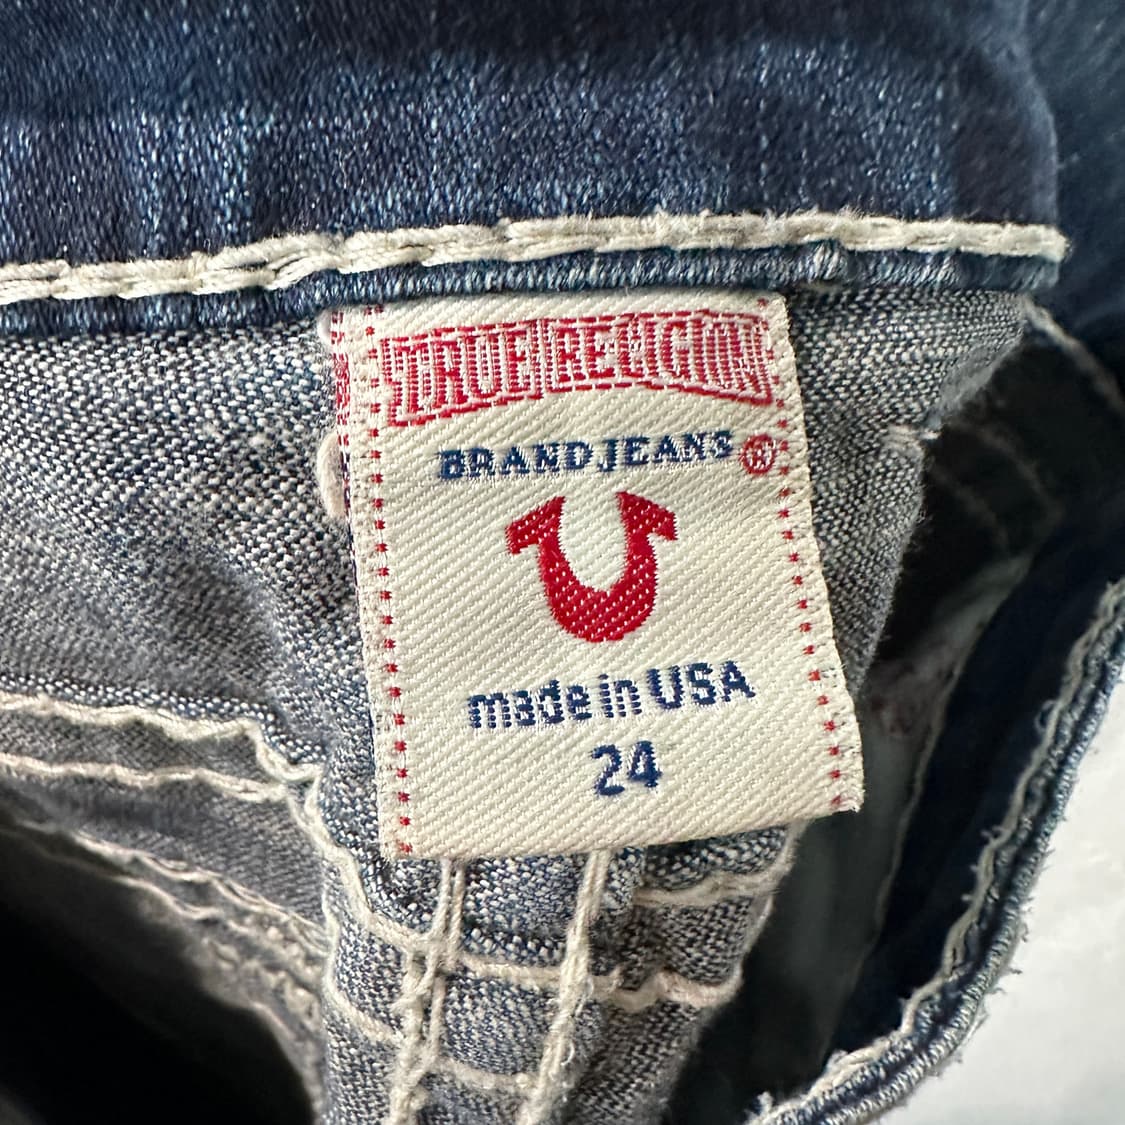 TRUE RELIGION
BRAND JEANS ®
made in USA
24